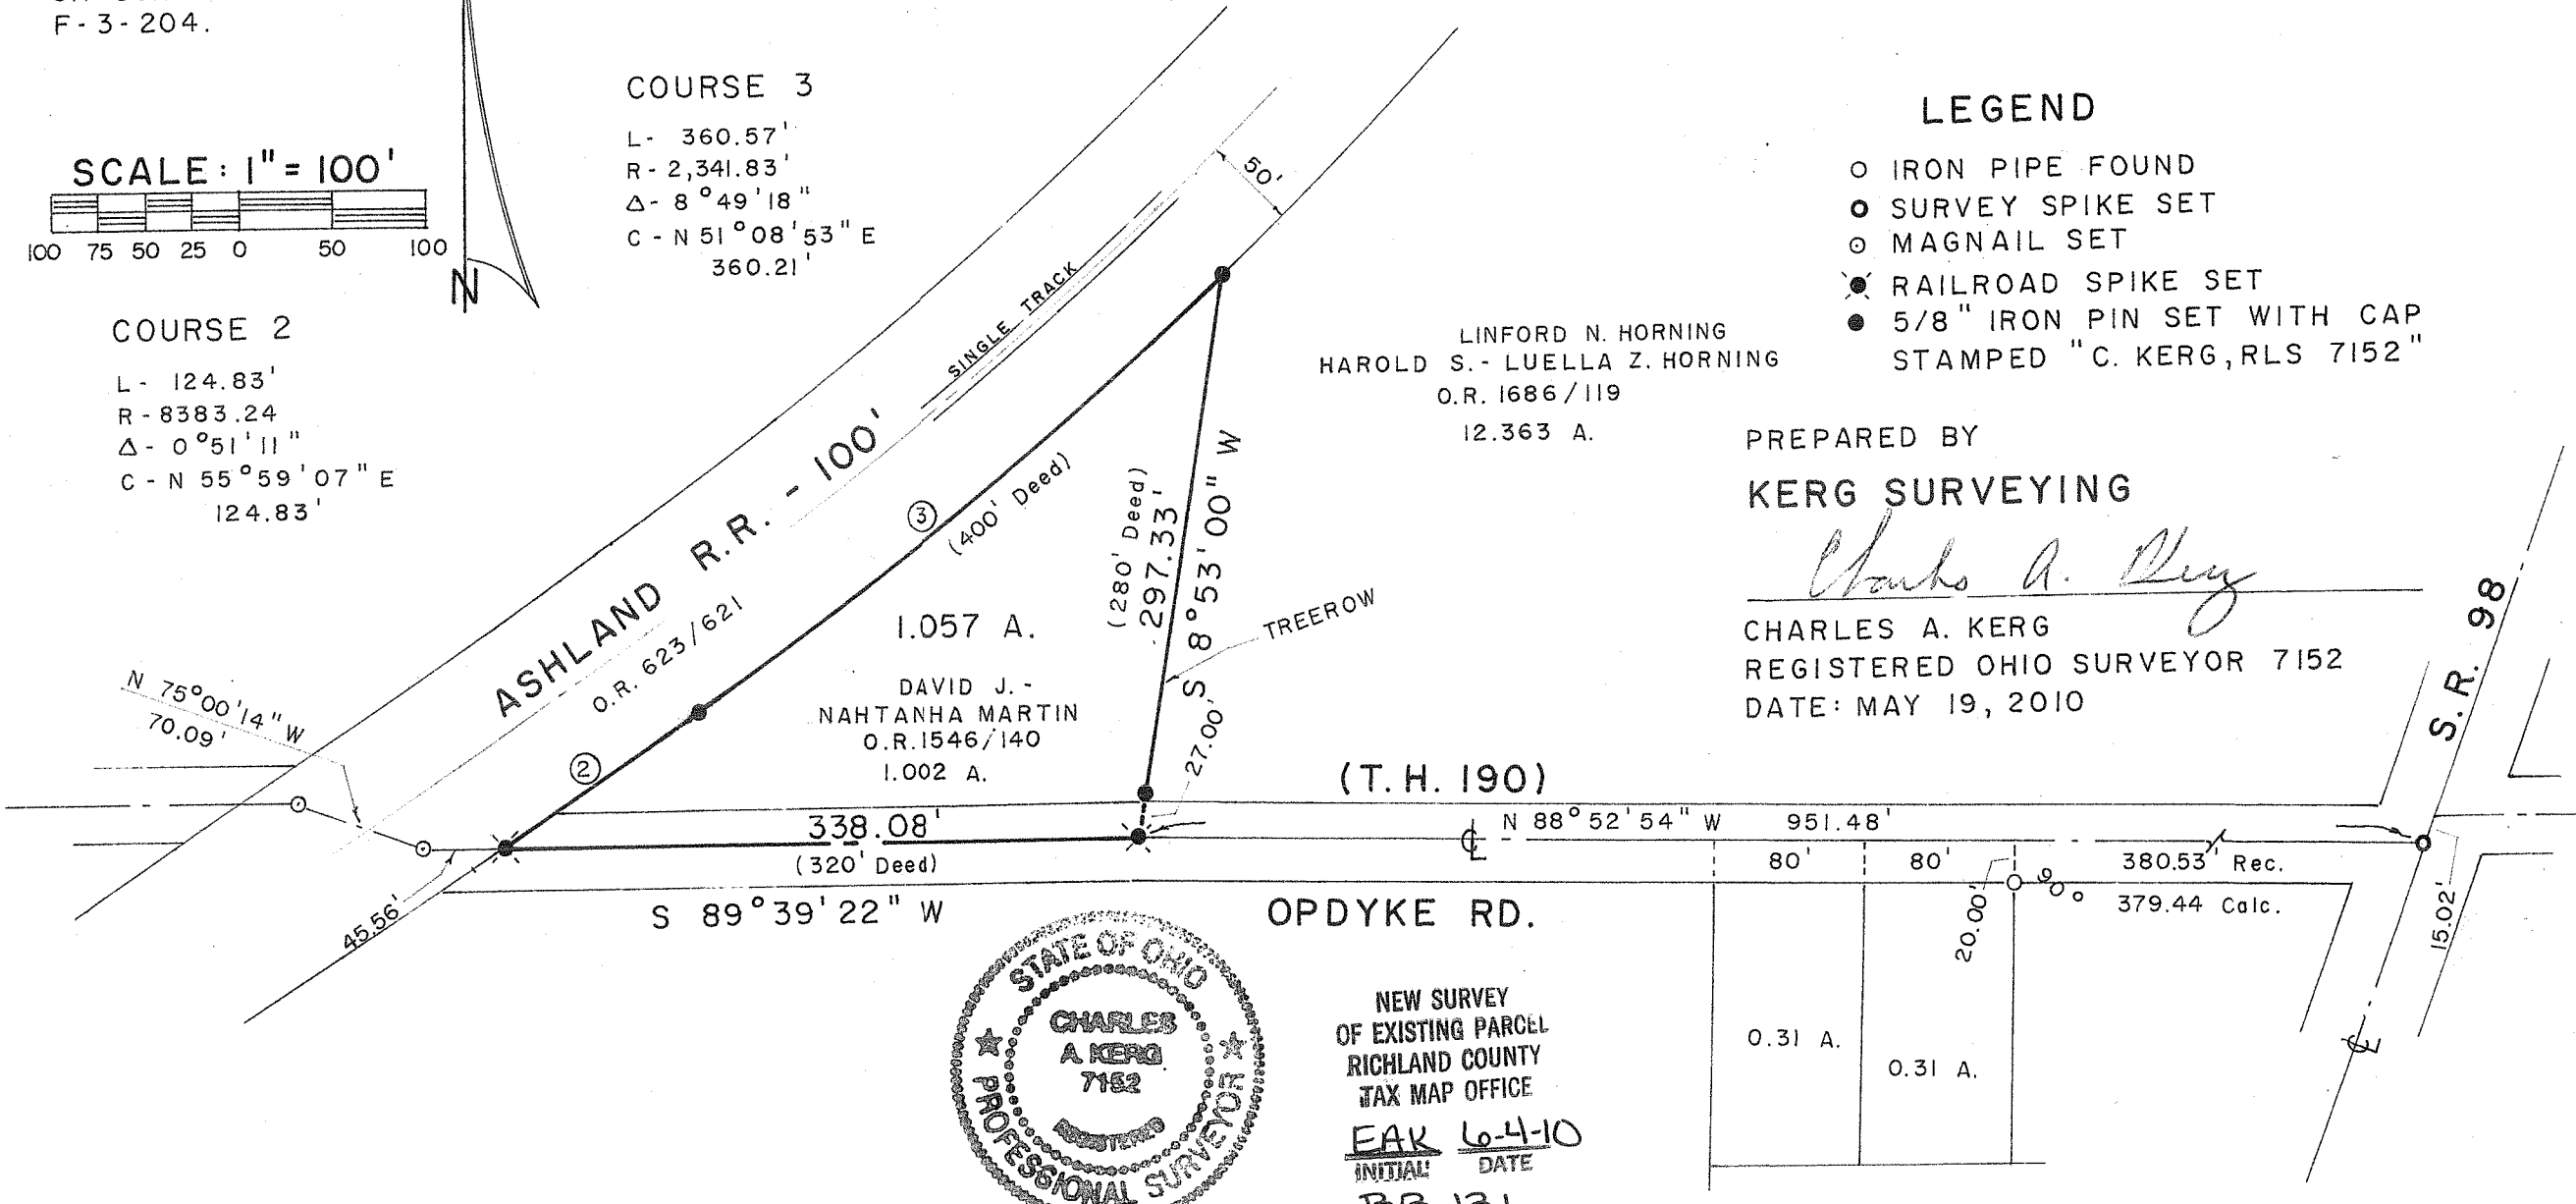 F-3-204.
SCALE: 1" = 100'
100 75 50 25 0 50 100
N
COURSE 2
L- 124.83'
R-8383.24
Δ- 0°51'11"
C-N 55°59'07" E
124.83'
COURSE 3
L- 360.57'
R-2,341.83'
Δ- 8°49'18"
C-N 51°08'53" E
360.21'
LEGEND
IRON PIPE FOUND
SURVEY SPIKE SET
MAGNAIL SET
RAILROAD SPIKE SET
5/8" IRON PIN SET WITH CAP
STAMPED "C. KERG, RLS 7152"
50'
SINGLE TRACK
ASHLAND R.R. - 100'
O.R. 623/621
3
(400' Deed)
2
LINFORD N. HORNING
HAROLD S.- LUELLA Z. HORNING
O.R. 1686/119
12.363 A.
(280' Deed)
297.33'
S 8°53'00" W
27.00'
TREEROW
1.057 A.
DAVID J.-
NAHTANHA MARTIN
O.R.1546/140
1.002 A.
PREPARED BY
KERG SURVEYING
CHARLES A. KERG
REGISTERED OHIO SURVEYOR 7152
DATE: MAY 19, 2010
S.R. 98
N 75°00'14" W
70.09'
45.56'
338.08'
(320' Deed)
S 89°39'22" W
(T.H. 190)
℄ N 88°52'54" W 951.48'
80' 80' 380.53' Rec.
20.00' 90° 379.44 Calc.
15.02'
℄
OPDYKE RD.
0.31 A.
0.31 A.
STATE OF OHIO
CHARLES
A. KERG
7152
REGISTERED
PROFESSIONAL SURVEYOR
NEW SURVEY
OF EXISTING PARCEL
RICHLAND COUNTY
TAX MAP OFFICE
EAK 6-4-10
INITIAL DATE